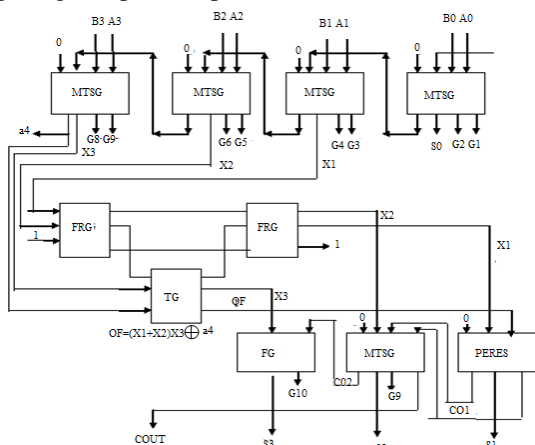 B3 A3
B2 A2
B1 A1
B0 A0
0
0
0
0
MTSG
MTSG
MTSG
MTSG
a4
G8 G9
G6 G5
G4 G3
S0
G2 G1
X3
X2
X1
FRG
FRG
1
1
X2
X1
TG
X3
OF
OF=(X1+X2)X3⊕a4
0
0
FG
MTSG
PERES
G10
C02
G9
CO1
COUT
S1